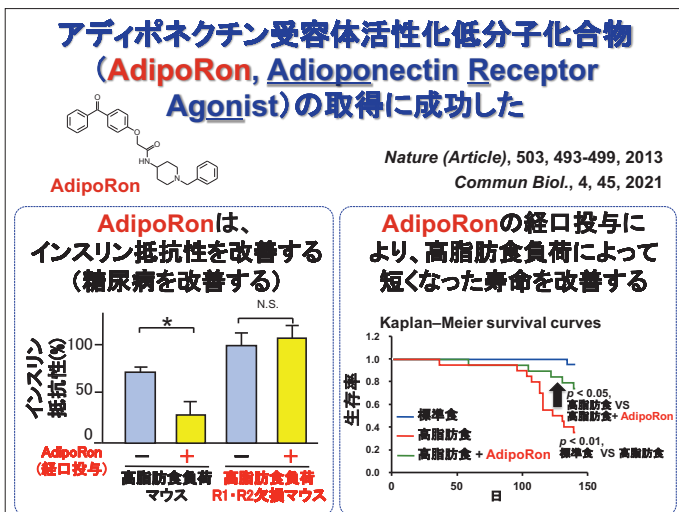 アディポネクチン受容体活性化低分子化合物
（AdipoRon, Adioponectin Receptor
Agonist）の取得に成功した
O
O
O
HN
N
AdipoRon
Nature (Article), 503, 493-499, 2013
Commun Biol., 4, 45, 2021
AdipoRonは、
インスリン抵抗性を改善する
（糖尿病を改善する）
インスリン
抵抗性(%)
100
50
0
*
N.S.
AdipoRon
（経口投与）
− + − +
高脂肪食負荷
マウス
高脂肪食負荷
R1・R2欠損マウス
AdipoRonの経口投与に
より、高脂肪食負荷によって
短くなった寿命を改善する
Kaplan–Meier survival curves
生存率
1.2
1.0
0.8
0.6
0.4
0.2
0.0
標準食
高脂肪食
高脂肪食 + AdipoRon
p < 0.05,
高脂肪食 VS
高脂肪食+ AdipoRon
p < 0.01,
標準食 VS 高脂肪食
0 50 100 150
日